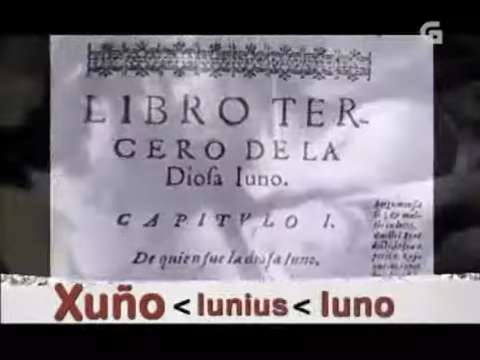 G
LIBRO TER-
CERO DE LA
Diosa Iuno.
CAPITVLO I.
De quien fue la diosa Iuno.
Xuño < Iunius < Iuno